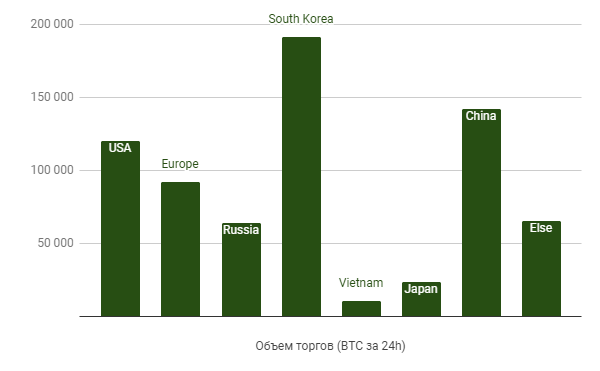 South Korea
200 000
150 000
China
USA
Europe
100 000
Russia
Else
50 000
Vietnam
Japan
Объем торгов (BTC за 24h)